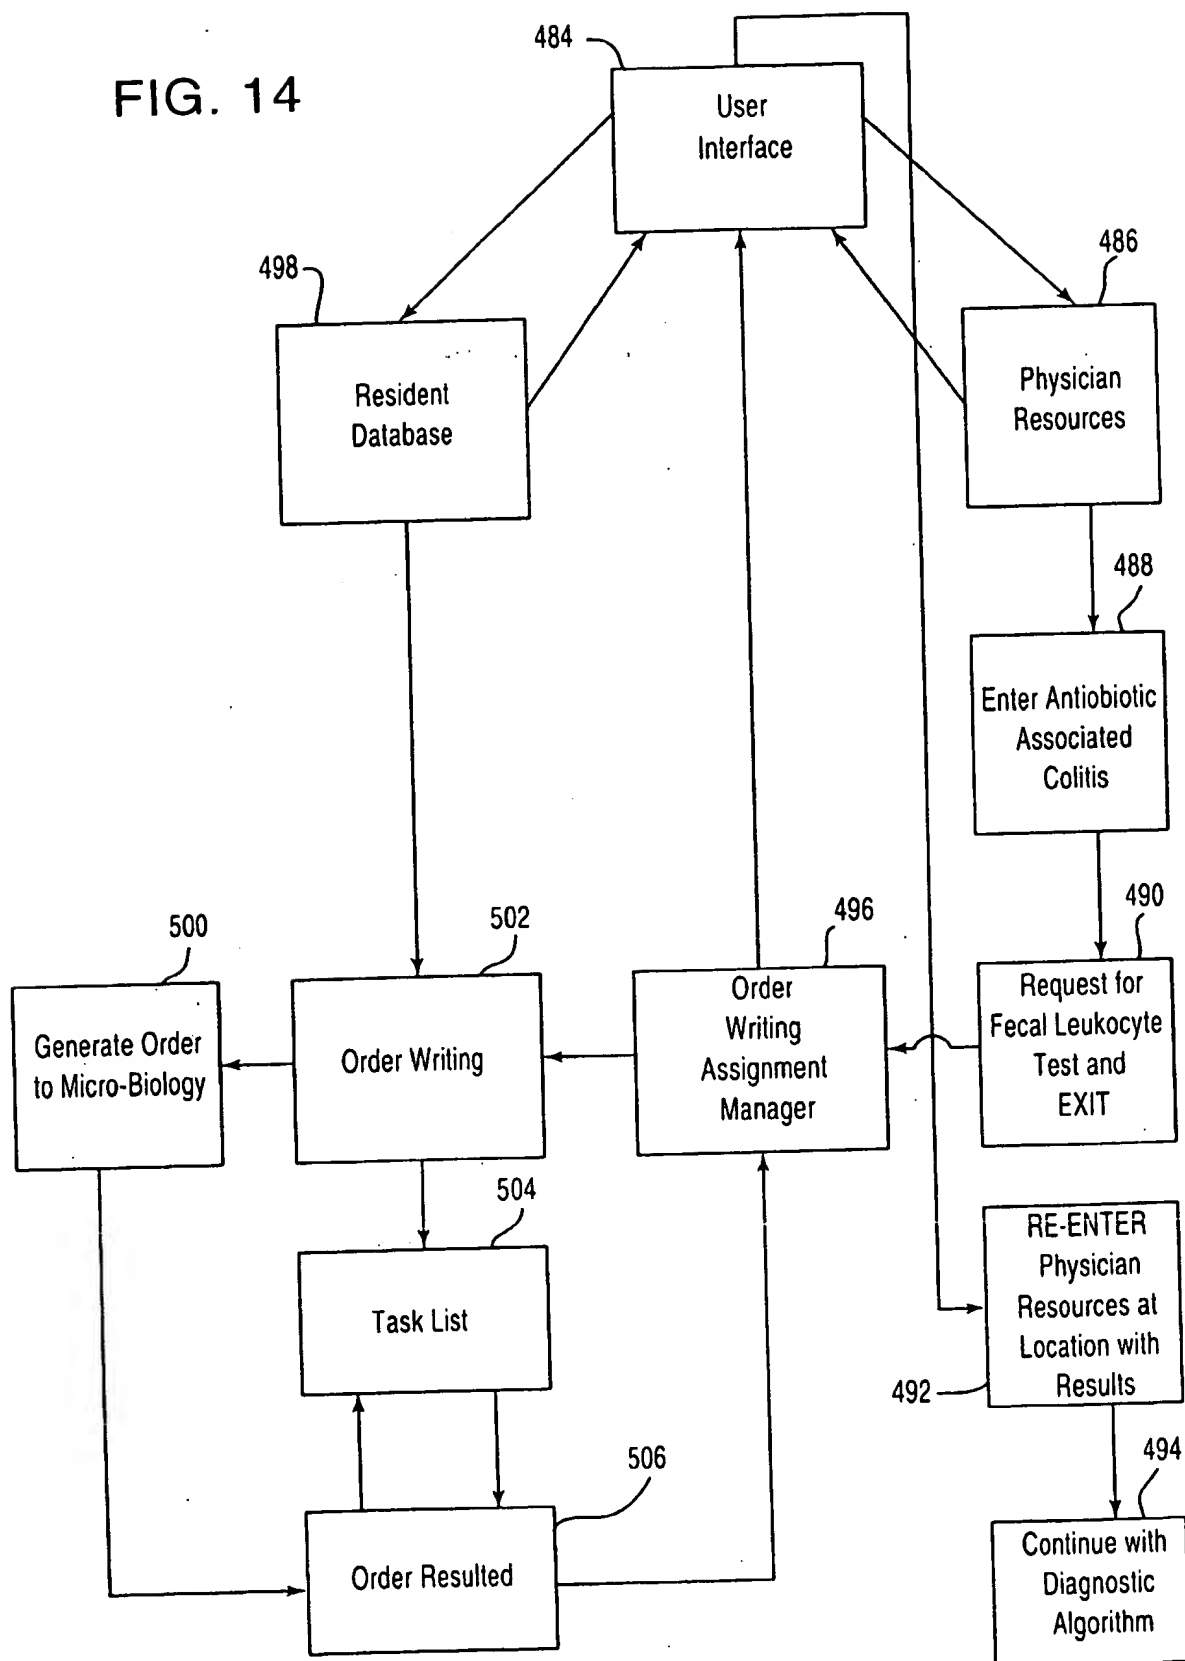 FIG. 14
484
User
Interface
498
Resident
Database
486
Physician
Resources
488
Enter Antiobiotic
Associated
Colitis
490
Request for
Fecal Leukocyte
Test and
EXIT
496
Order
Writing
Assignment
Manager
502
Order Writing
500
Generate Order
to Micro-Biology
504
Task List
506
Order Resulted
RE-ENTER
Physician
Resources at
Location with
Results
492
494
Continue with
Diagnostic
Algorithm